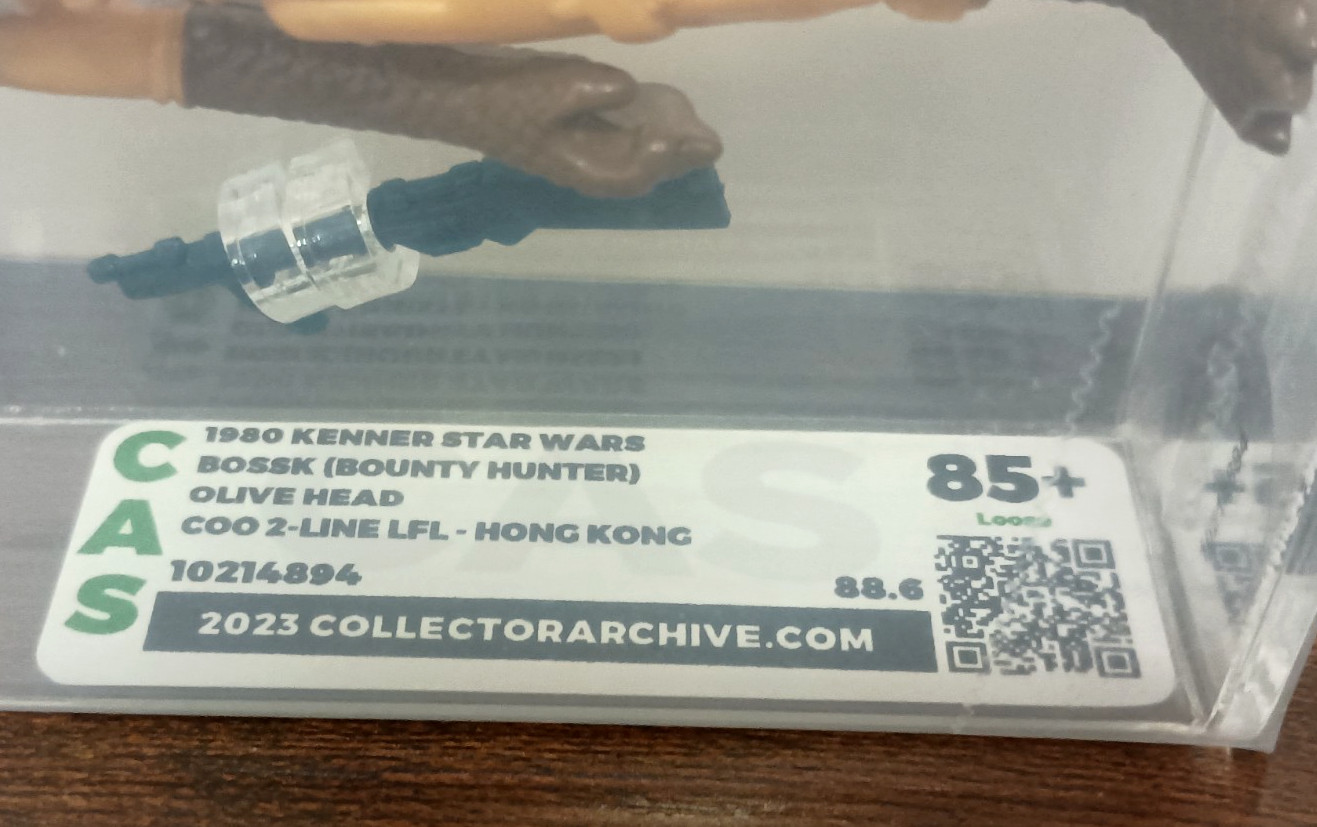 CAS
1980 KENNER STAR WARS
BOSSK (BOUNTY HUNTER)
OLIVE HEAD
COO 2-LINE LFL - HONG KONG
10214894
85+
Loose
88.6
2023 COLLECTORARCHIVE.COM